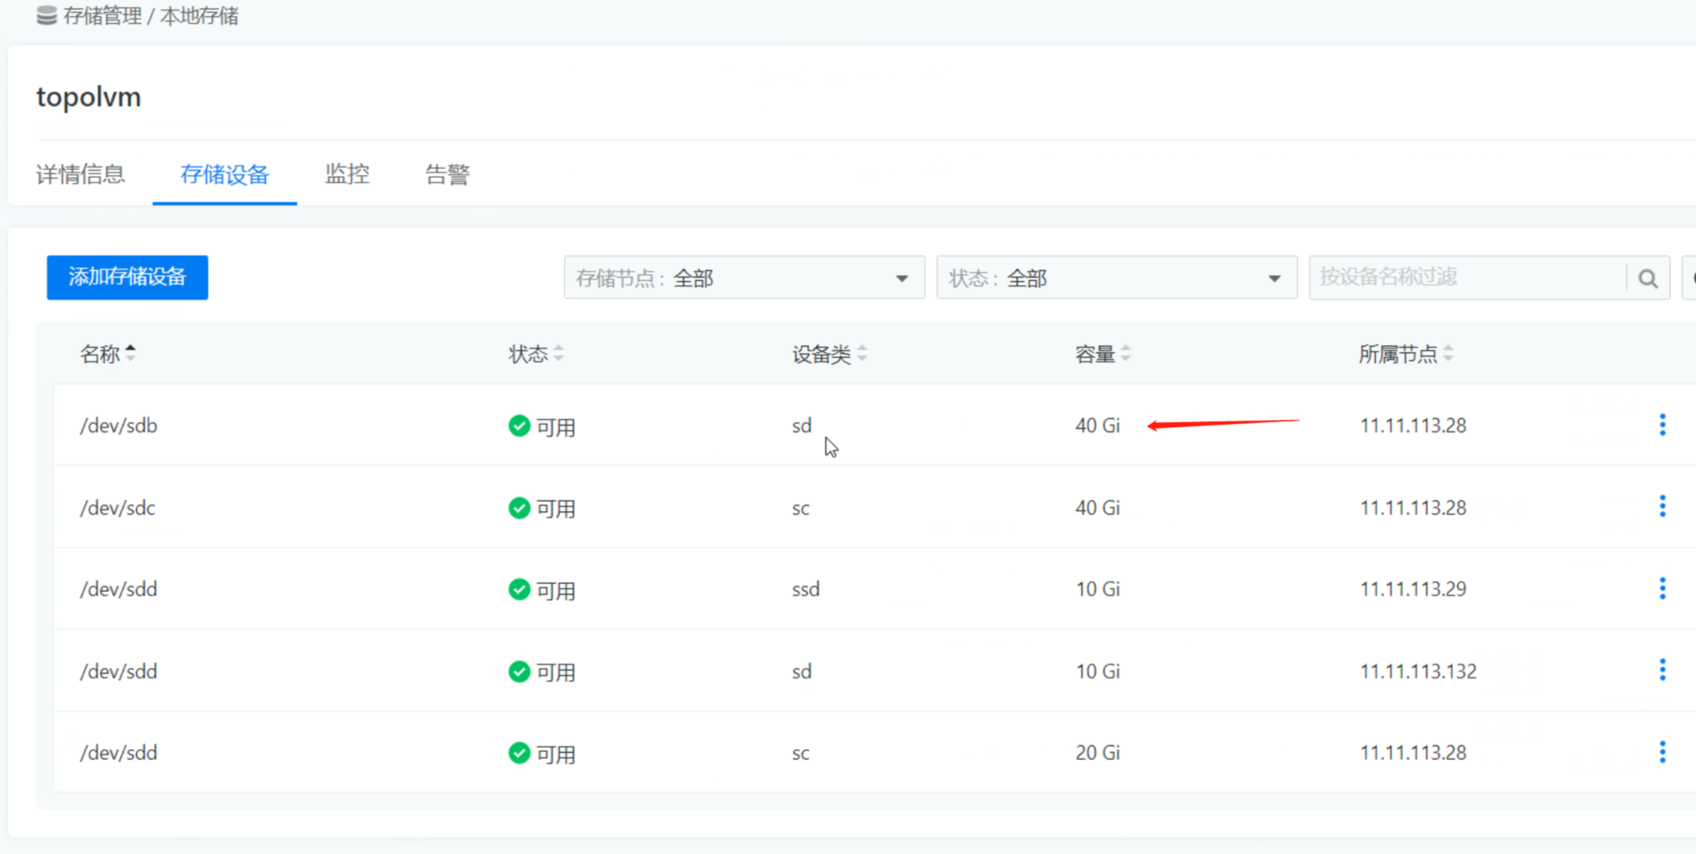 存储管理 / 本地存储
topolvm
详情信息 存储设备 监控 告警
添加存储设备 存储节点 : 全部 状态 : 全部 按设备名称过滤
名称 状态 设备类 容量 所属节点
/dev/sdb 可用 sd 40 Gi 11.11.113.28
/dev/sdc 可用 sc 40 Gi 11.11.113.28
/dev/sdd 可用 ssd 10 Gi 11.11.113.29
/dev/sdd 可用 sd 10 Gi 11.11.113.132
/dev/sdd 可用 sc 20 Gi 11.11.113.28